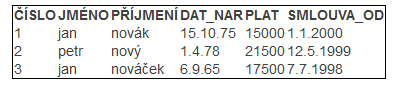 ČÍSLO JMÉNO PŘÍJMENÍ DAT_NAR PLAT SMLOUVA_OD
1 jan novák 15.10.75 15000 1.1.2000
2 petr nový 1.4.78 21500 12.5.1999
3 jan nováček 6.9.65 17500 7.7.1998